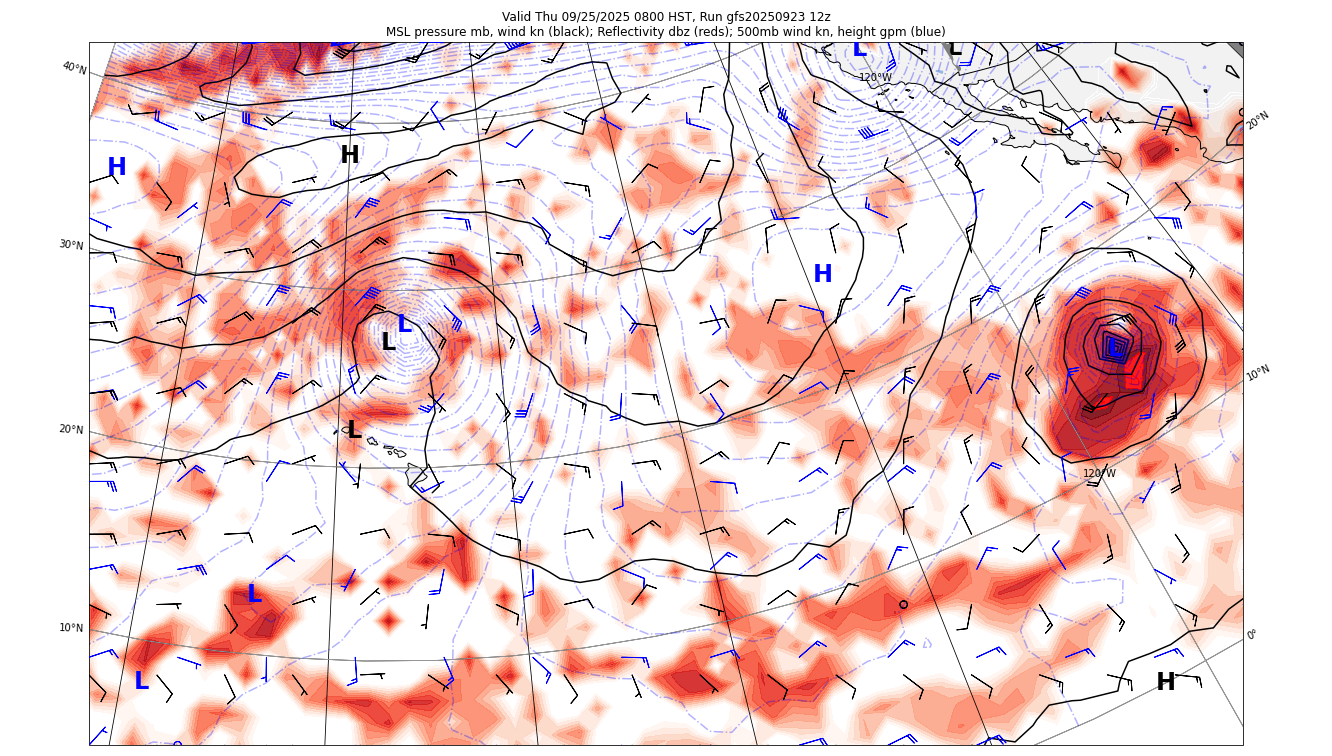 Valid Thu 09/25/2025 0800 HST, Run gfs20250923 12z
MSL pressure mb, wind kn (black); Reflectivity dbz (reds); 500mb wind kn, height gpm (blue)
L L
40°N
120°W
20°N
H H
30°N
H
L
L
L
10°N
20°N
L
120°W
L
10°N
0°
L
H